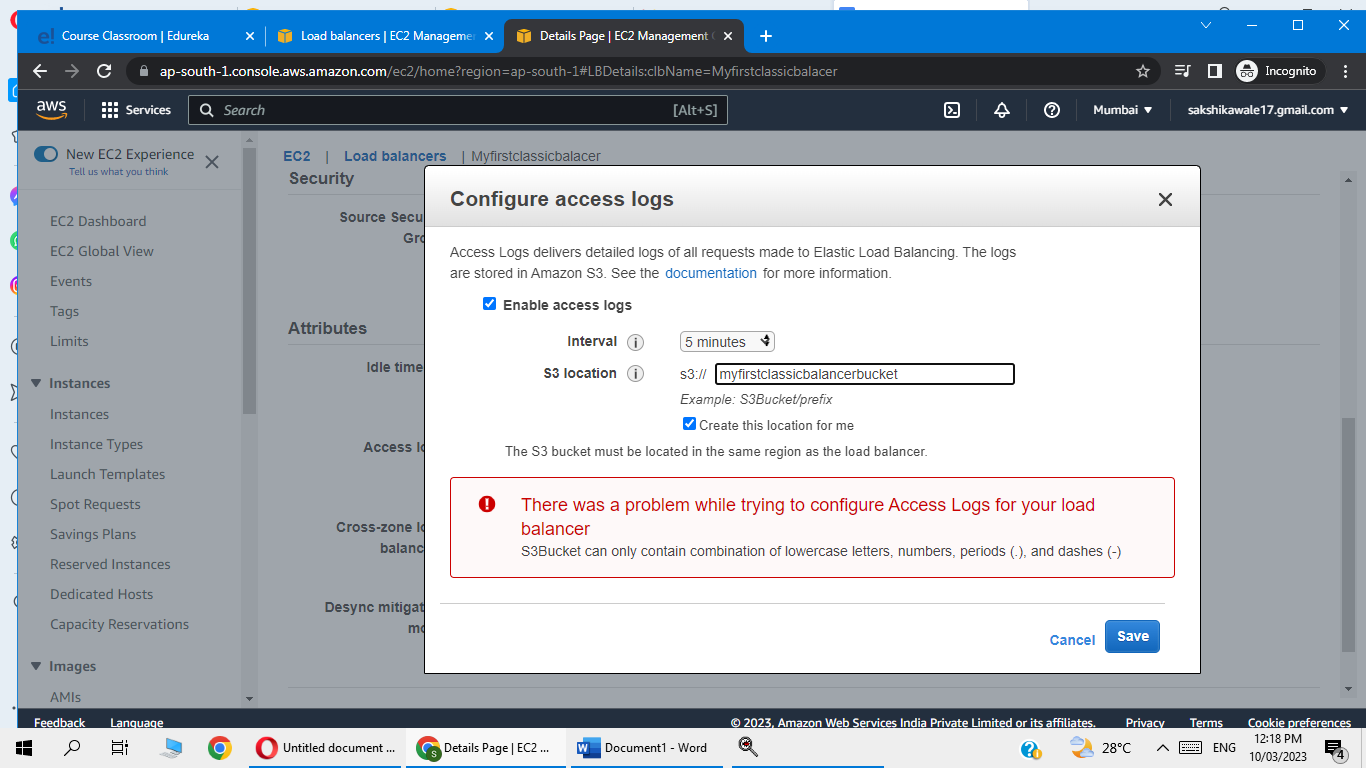 Course Classroom | Edureka
Load balancers | EC2 Manageme
Details Page | EC2 Management
ap-south-1.console.aws.amazon.com/ec2/home?region=ap-south-1#LBDetails:clbName=Myfirstclassicbalacer
Incognito
aws
Services
Search
[Alt+S]
Mumbai
sakshikawale17.gmail.com
New EC2 Experience
Tell us what you think
EC2 Dashboard
EC2 Global View
Events
Tags
Limits
Instances
Instances
Instance Types
Launch Templates
Spot Requests
Savings Plans
Reserved Instances
Dedicated Hosts
Capacity Reservations
Images
AMIs
EC2 | Load balancers | Myfirstclassicbalacer
Security
Source Secu
Gro
Attributes
Idle time
Access lo
Cross-zone lo
balanc
Desync mitigat
mo
Configure access logs
Access Logs delivers detailed logs of all requests made to Elastic Load Balancing. The logs
are stored in Amazon S3. See the documentation for more information.
Enable access logs
Interval
5 minutes
S3 location
s3:// myfirstclassicbalancerbucket
Example: S3Bucket/prefix
Create this location for me
The S3 bucket must be located in the same region as the load balancer.
There was a problem while trying to configure Access Logs for your load
balancer
S3Bucket can only contain combination of lowercase letters, numbers, periods (.), and dashes (-)
Cancel
Save
Feedback
Language
© 2023, Amazon Web Services India Private Limited or its affiliates.
Privacy
Terms
Cookie preferences
Untitled document ...
Details Page | EC2 ...
Document1 - Word
28°C
ENG
12:18 PM
10/03/2023
4